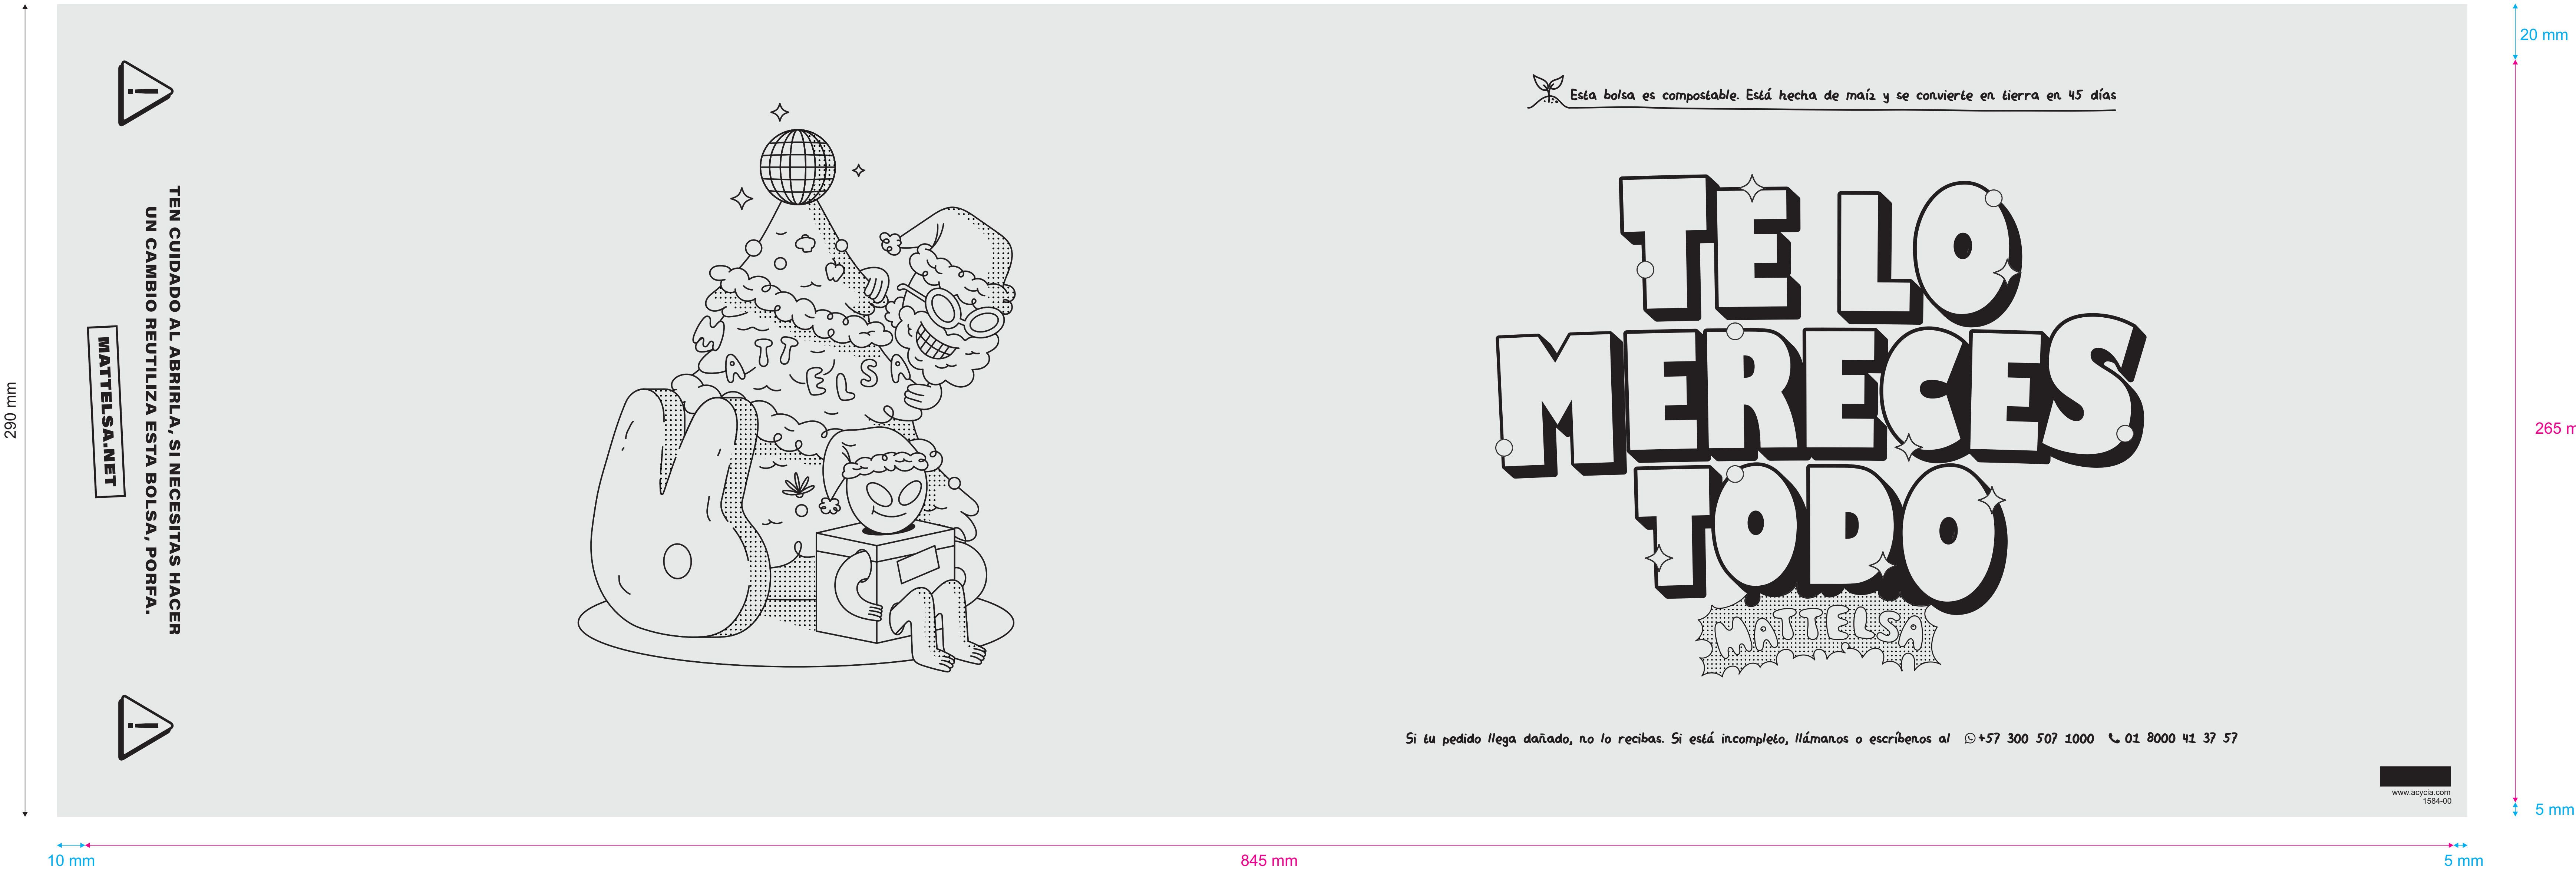 20 mm
Esta bolsa es compostable. Está hecha de maíz y se convierte en tierra en 45 días
TEN CUIDADO AL ABRIRLA, SI NECESITAS HACER
UN CAMBIO REUTILIZA ESTA BOLSA, PORFA.
MATTELSA.NET
MATTELSA
TE LO
MERECES
TODO
MATTELSA
290 mm
265 m
Si tu pedido llega dañado, no lo recibas. Si está incompleto, llámanos o escríbenos al +57 300 507 1000 01 8000 41 37 57
www.acycia.com
1584-00
5 mm
10 mm
845 mm
5 mm